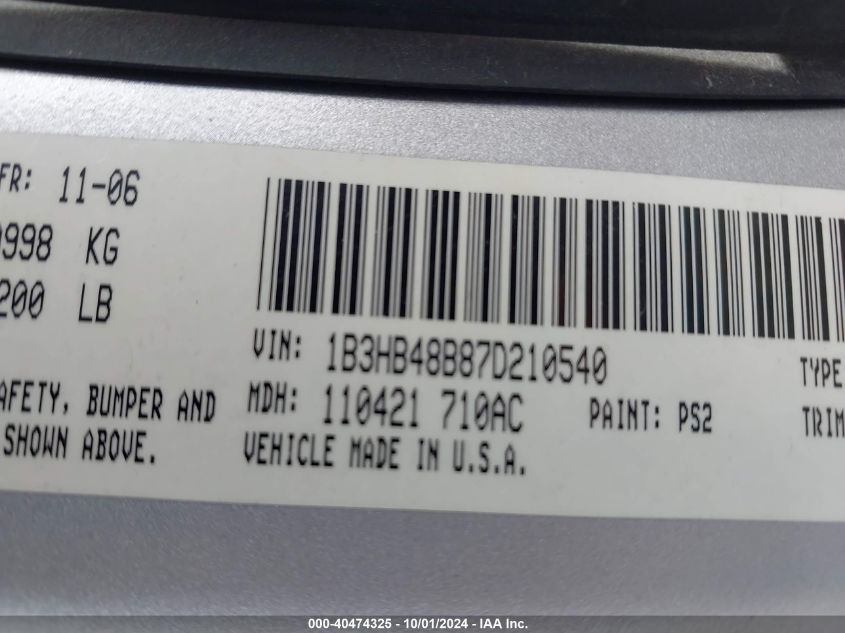 FR: 11-06
998 KG
200 LB
AFETY, BUMPER AND
SHOWN ABOVE.
VIN: 1B3HB48B87D210540
MDH: 110421 710AC PAINT: PS2
VEHICLE MADE IN U.S.A.
TYPE
TRIM
000-40474325 - 10/01/2024 - IAA Inc.